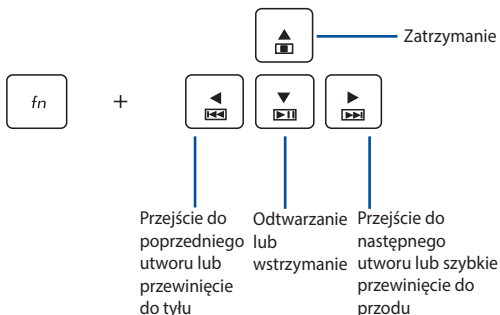 Zatrzymanie
fn
+
Przejście do
poprzedniego
utworu lub
przewinięcie
do tyłu
Odtwarzanie
lub
wstrzymanie
Przejście do
następnego
utworu lub szybkie
przewinięcie do
przodu